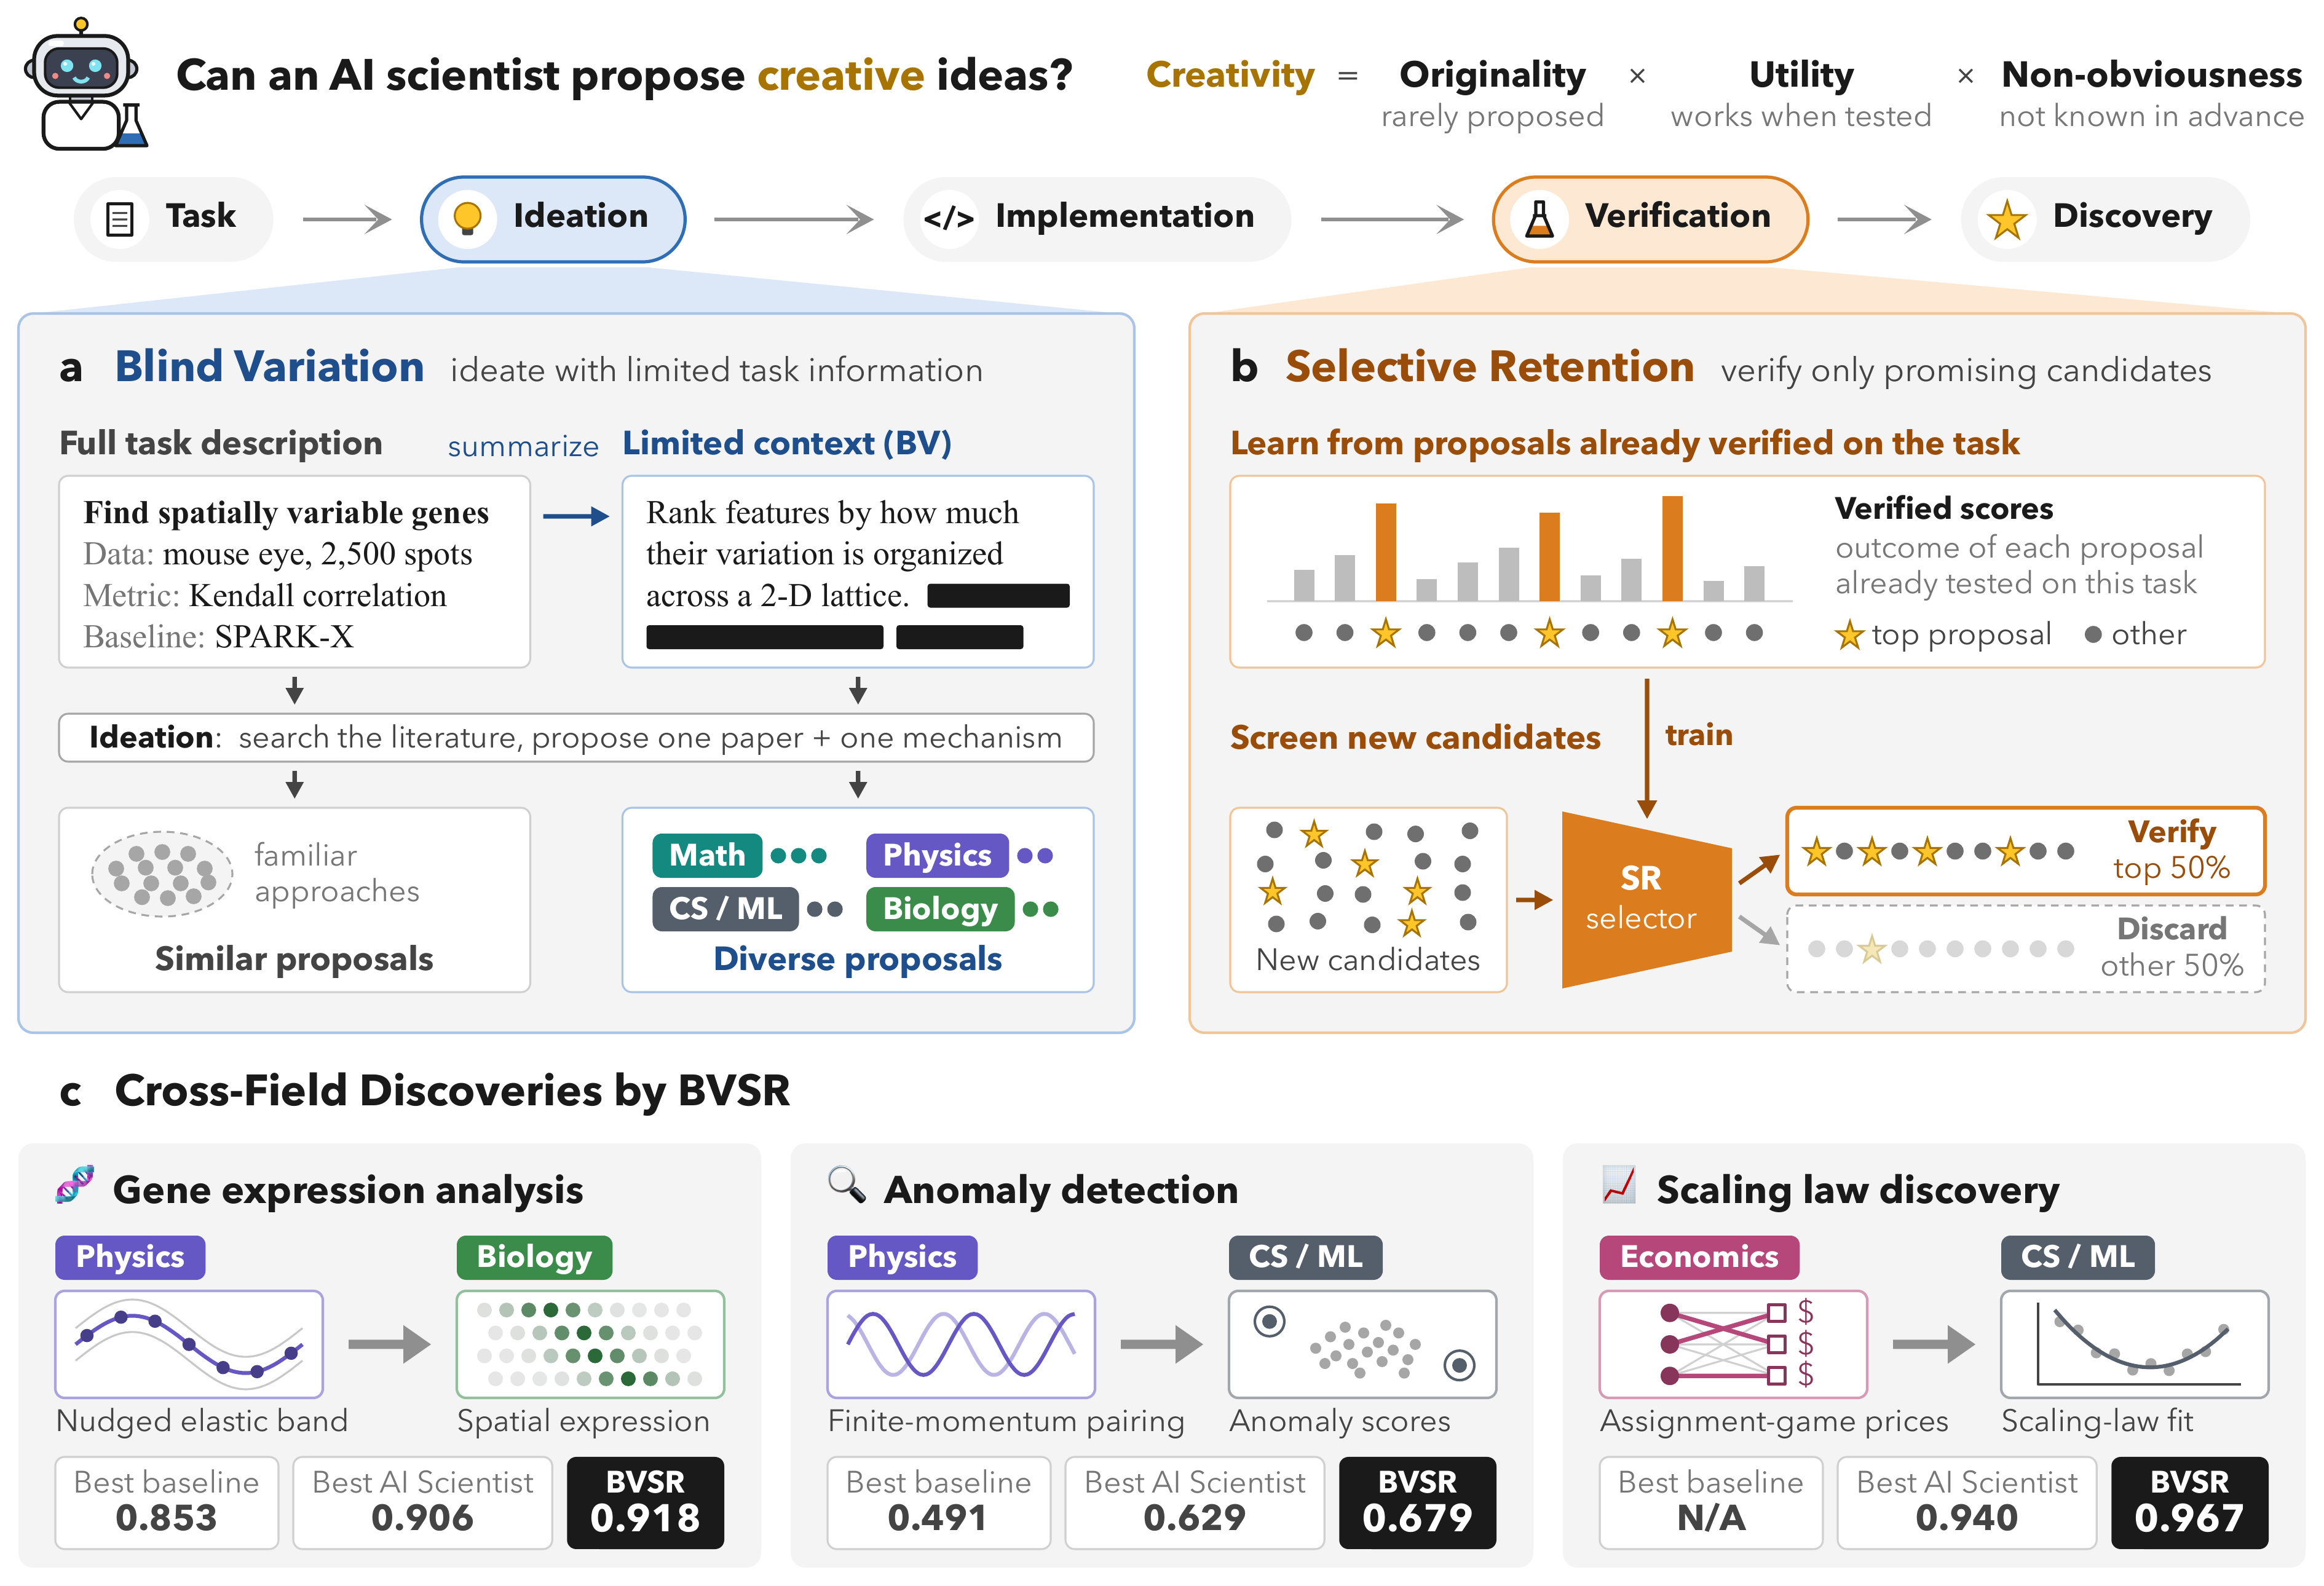 Can an AI scientist propose creative ideas?
Creativity = Originality × Utility × Non-obviousness
rarely proposed works when tested not known in advance
Task
Ideation
</> Implementation
Verification
Discovery
a Blind Variation ideate with limited task information
Full task description
summarize
Limited context (BV)
Find spatially variable genes
Data: mouse eye, 2,500 spots
Metric: Kendall correlation
Baseline: SPARK-X
Rank features by how much
their variation is organized
across a 2-D lattice.
Ideation: search the literature, propose one paper + one mechanism
familiar
approaches
Similar proposals
Math
Physics
CS / ML
Biology
Diverse proposals
b Selective Retention verify only promising candidates
Learn from proposals already verified on the task
Verified scores
outcome of each proposal
already tested on this task
top proposal other
Screen new candidates
train
New candidates
SR
selector
Verify
top 50%
Discard
other 50%
c Cross-Field Discoveries by BVSR
Gene expression analysis
Physics
Biology
Nudged elastic band
Spatial expression
Best baseline
0.853
Best AI Scientist
0.906
BVSR
0.918
Anomaly detection
Physics
CS / ML
Finite-momentum pairing
Anomaly scores
Best baseline
0.491
Best AI Scientist
0.629
BVSR
0.679
Scaling law discovery
Economics
CS / ML
$
$
$
Assignment-game prices
Scaling-law fit
Best baseline
N/A
Best AI Scientist
0.940
BVSR
0.967